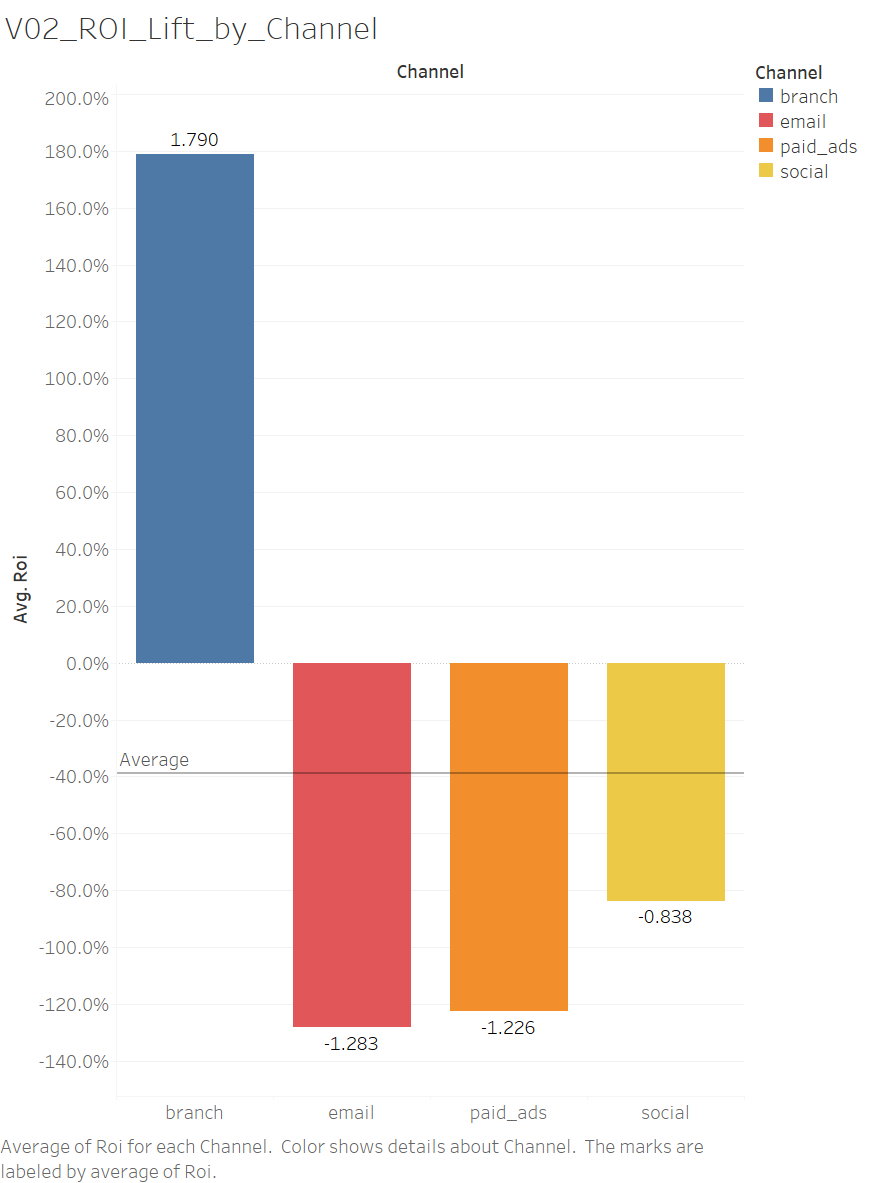 V02_ROI_Lift_by_Channel
Channel
Channel
branch
email
paid_ads
social
Avg. Roi
200.0%
180.0%
160.0%
140.0%
120.0%
100.0%
80.0%
60.0%
40.0%
20.0%
0.0%
-20.0%
-40.0%
-60.0%
-80.0%
-100.0%
-120.0%
-140.0%
1.790
Average
-1.283
-1.226
-0.838
branch email paid_ads social
Average of Roi for each Channel.  Color shows details about Channel.  The marks are
labeled by average of Roi.